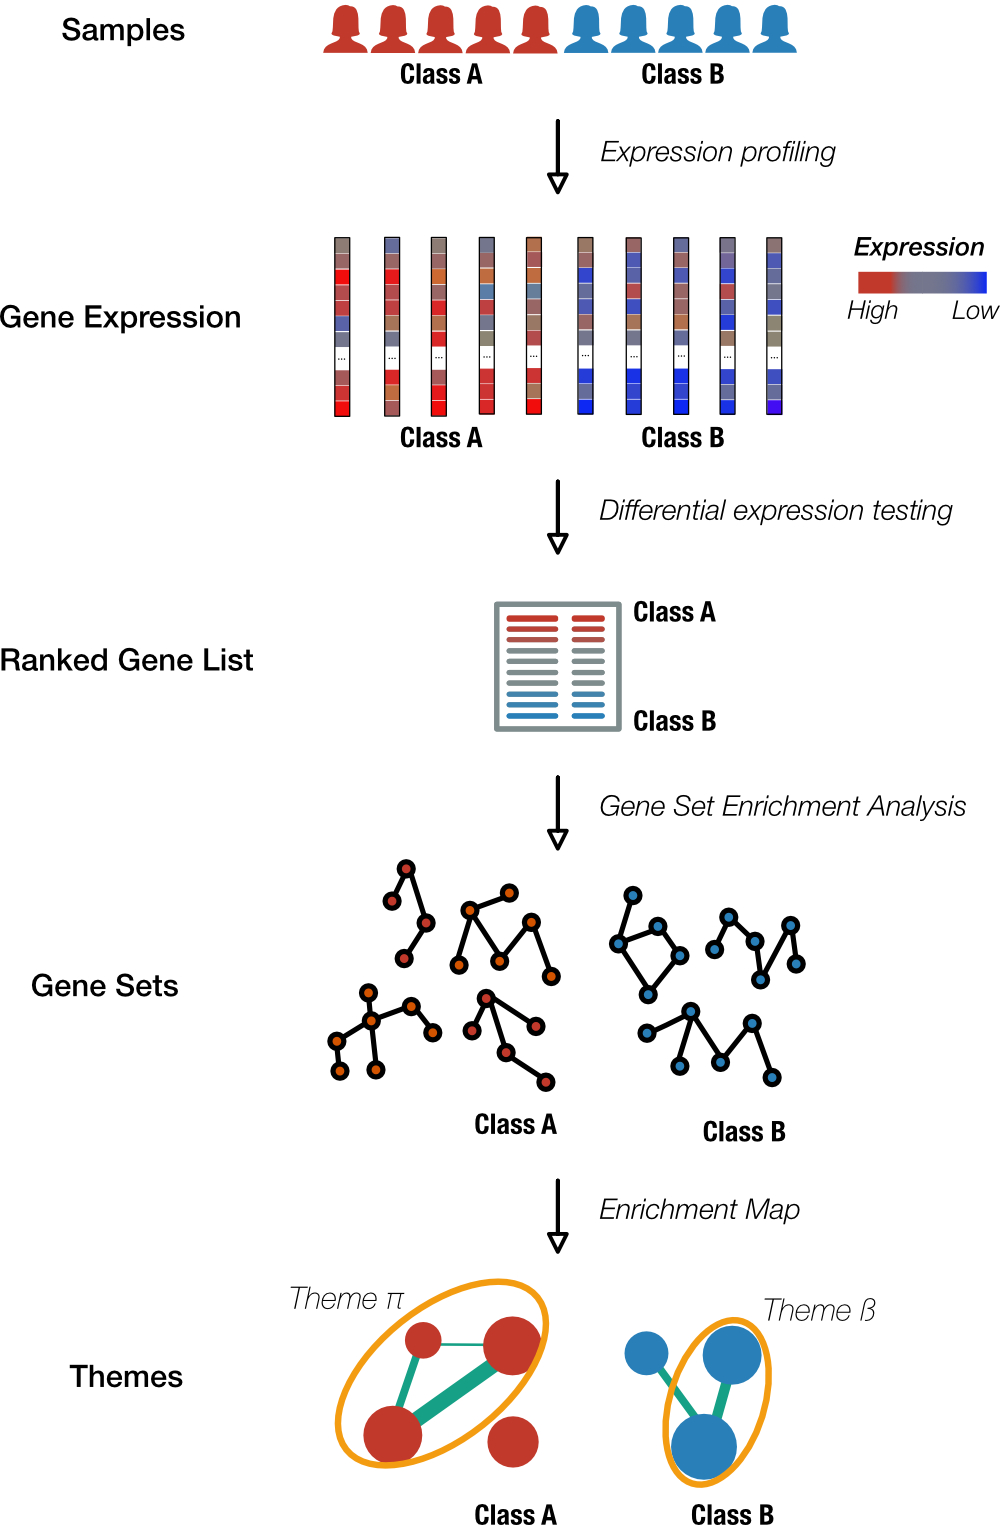 Samples
Class A
Class B
Expression profiling
Expression
High
Low
Gene Expression
...
...
...
...
...
...
...
...
...
...
Class A
Class B
Differential expression testing
Class A
Ranked Gene List
Class B
Gene Set Enrichment Analysis
Gene Sets
Class A
Class B
Enrichment Map
Theme π
Theme ß
Themes
Class A
Class B